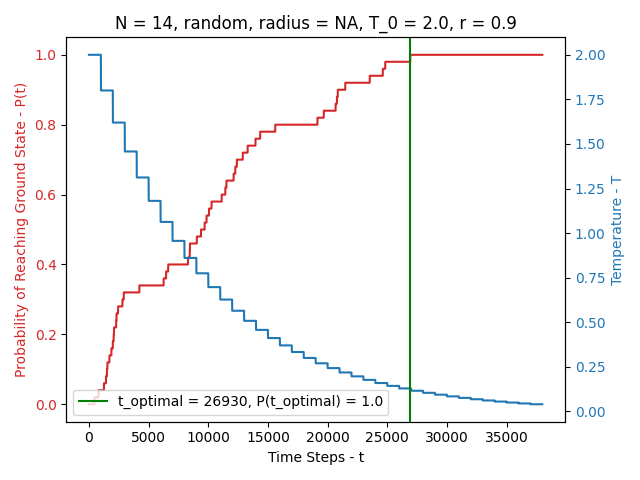 N = 14, random, radius = NA, T_0 = 2.0, r = 0.9
Probability of Reaching Ground State - P(t)
1.0
0.8
0.6
0.4
0.2
0.0
2.00
1.75
1.50
1.25
1.00
0.75
0.50
0.25
0.00
Temperature - T
t_optimal = 26930, P(t_optimal) = 1.0
0 5000 10000 15000 20000 25000 30000 35000
Time Steps - t